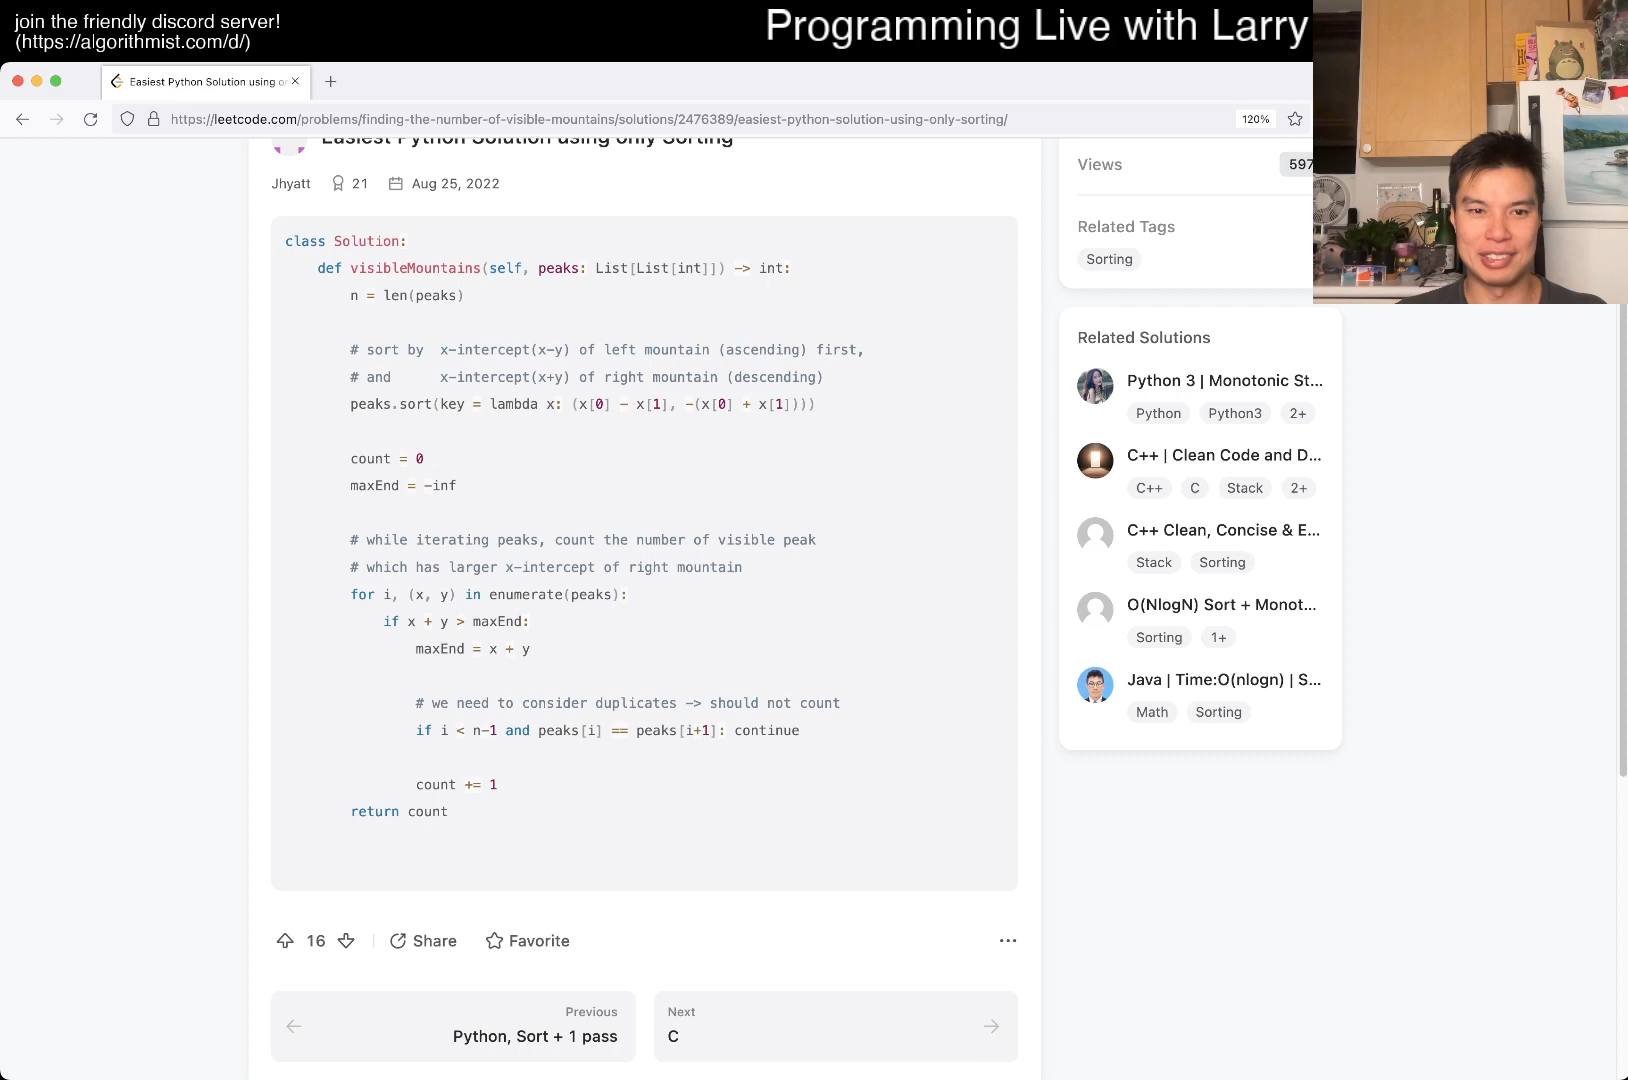 join the friendly discord server!
(https://algorithmist.com/d/)
Programming Live with Larry
Easiest Python Solution using o
https://leetcode.com/problems/finding-the-number-of-visible-mountains/solutions/2476389/easiest-python-solution-using-only-sorting/
120%
Easiest Python Solution using only Sorting
Jhyatt 21 Aug 25, 2022
class Solution:
def visibleMountains(self, peaks: List[List[int]]) -> int:
n = len(peaks)
# sort by  x-intercept(x-y) of left mountain (ascending) first,
# and      x-intercept(x+y) of right mountain (descending)
peaks.sort(key = lambda x: (x[0] - x[1], -(x[0] + x[1])))
count = 0
maxEnd = -inf
# while iterating peaks, count the number of visible peak
# which has larger x-intercept of right mountain
for i, (x, y) in enumerate(peaks):
if x + y > maxEnd:
maxEnd = x + y
# we need to consider duplicates -> should not count
if i < n-1 and peaks[i] == peaks[i+1]: continue
count += 1
return count
16 Share Favorite
Previous
Python, Sort + 1 pass
Next
C
Views 597
Related Tags
Sorting
Related Solutions
Python 3 | Monotonic St...
Python Python3 2+
C++ | Clean Code and D...
C++ C Stack 2+
C++ Clean, Concise & E...
Stack Sorting
O(NlogN) Sort + Monot...
Sorting 1+
Java | Time:O(nlogn) | S...
Math Sorting